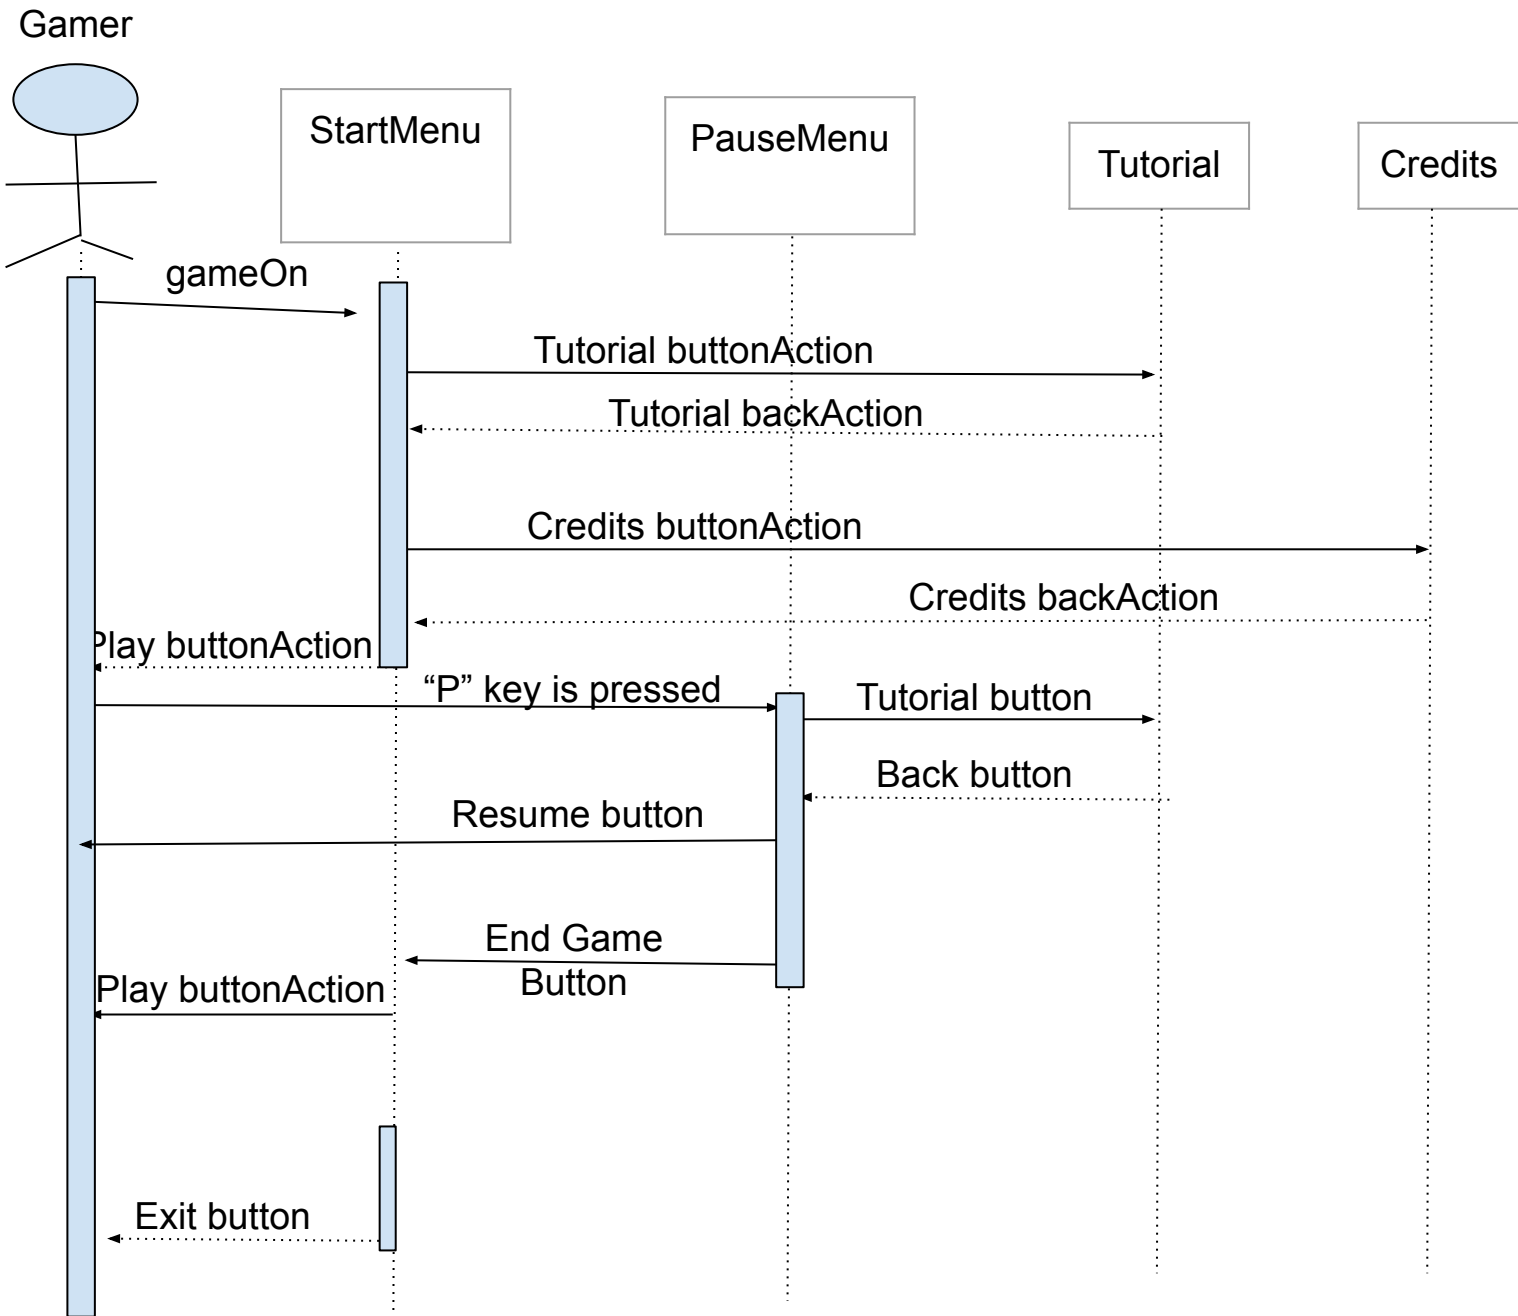 Gamer
StartMenu
PauseMenu
Tutorial
Credits
gameOn
Tutorial buttonAction
Tutorial backAction
Credits buttonAction
Credits backAction
Play buttonAction
“P” key is pressed
Tutorial button
Back button
Resume button
End Game
Button
Play buttonAction
Exit button